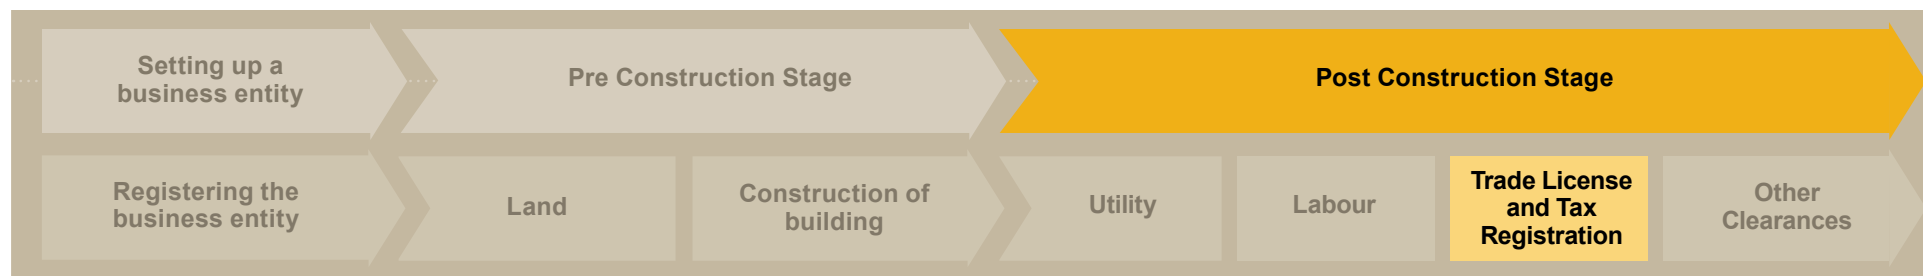 Setting up a
business entity
Pre Construction Stage
Post Construction Stage
Registering the
business entity
Land
Construction of
building
Utility
Labour
Trade License
and Tax
Registration
Other
Clearances